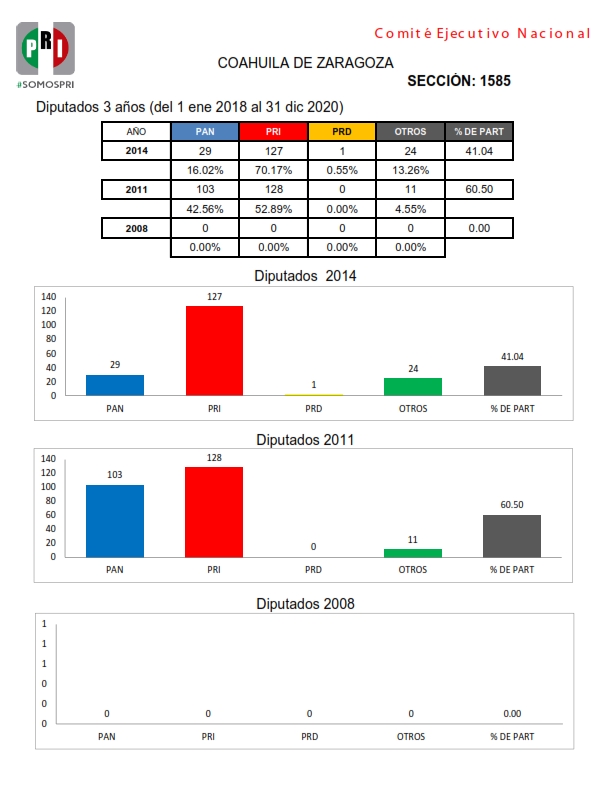 Comité Ejecutivo Nacional
PRI
#SOMOSPRI
COAHUILA DE ZARAGOZA
SECCIÓN: 1585
Diputados 3 años (del 1 ene 2018 al 31 dic 2020)
AÑO PAN PRI PRD OTROS % DE PART
2014 29 127 1 24 41.04
16.02% 70.17% 0.55% 13.26%
2011 103 128 0 11 60.50
42.56% 52.89% 0.00% 4.55%
2008 0 0 0 0 0.00
0.00% 0.00% 0.00% 0.00%
Diputados 2014
140
120
100
80
60
40
20
0
29 127 1 24 41.04
PAN PRI PRD OTROS % DE PART
Diputados 2011
140
120
100
80
60
40
20
0
103 128 0 11 60.50
PAN PRI PRD OTROS % DE PART
Diputados 2008
1
1
1
0
0
0
0 0 0 0 0.00
PAN PRI PRD OTROS % DE PART